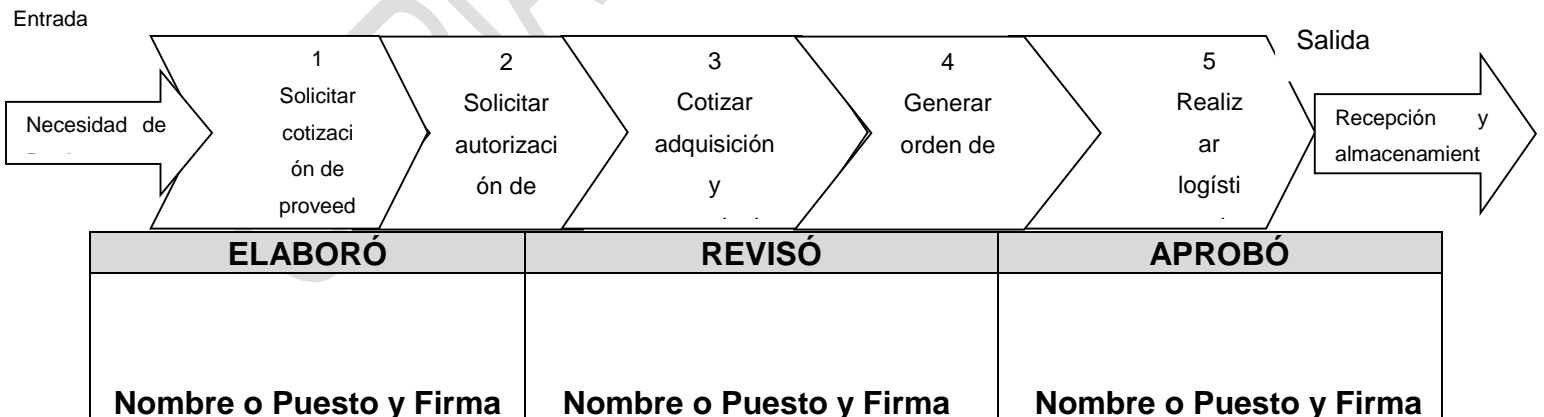 Entrada
Necesidad de
1
Solicitar
cotizaci
ón de
proveed
2
Solicitar
autorizaci
ón de
3
Cotizar
adquisición
y
4
Generar
orden de
5
Realiz
ar
logísti
Salida
Recepción y
almacenamient
ELABORÓ
REVISÓ
APROBÓ
Nombre o Puesto y Firma
Nombre o Puesto y Firma
Nombre o Puesto y Firma